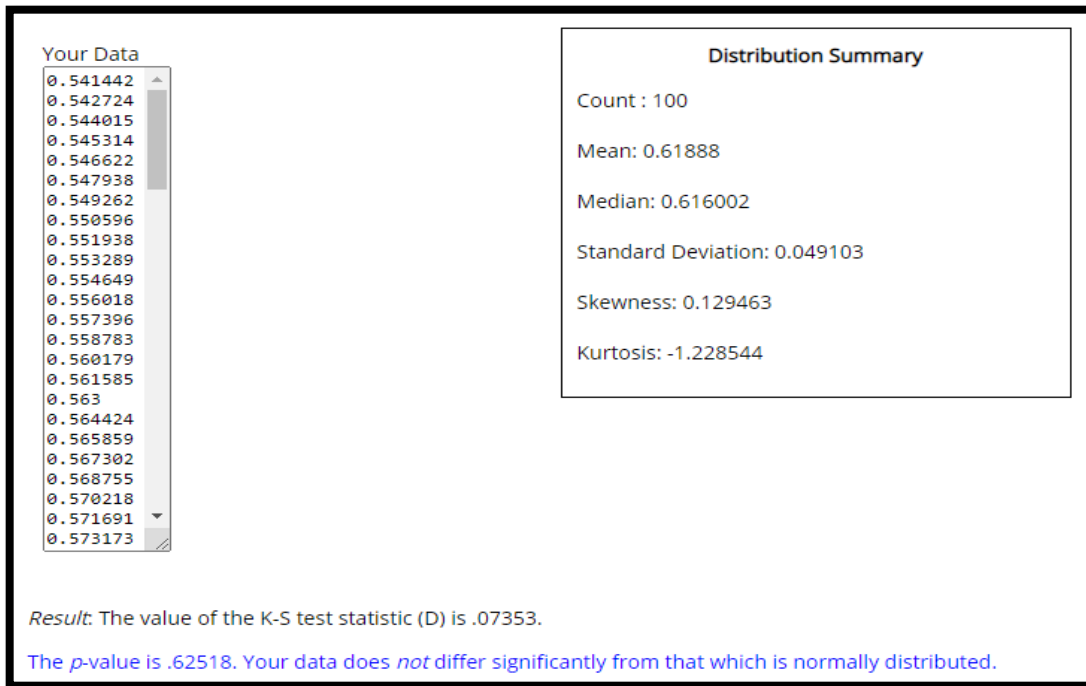 Your Data
0.541442
0.542724
0.544015
0.545314
0.546622
0.547938
0.549262
0.550596
0.551938
0.553289
0.554649
0.556018
0.557396
0.558783
0.560179
0.561585
0.563
0.564424
0.565859
0.567302
0.568755
0.570218
0.571691
0.573173
Distribution Summary
Count : 100
Mean: 0.61888
Median: 0.616002
Standard Deviation: 0.049103
Skewness: 0.129463
Kurtosis: -1.228544
Result: The value of the K-S test statistic (D) is .07353.
The p-value is .62518. Your data does not differ significantly from that which is normally distributed.